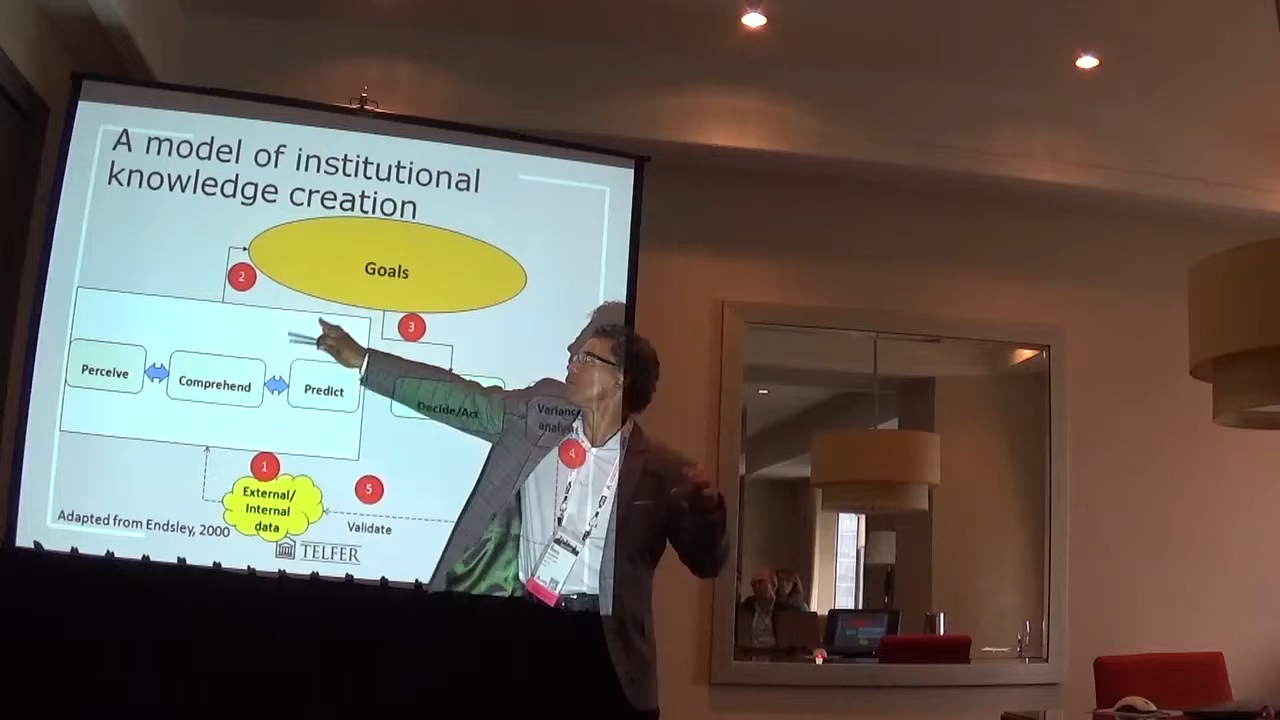 A model of institutional
knowledge creation
Goals
2
3
Perceive
Comprehend
Predict
Decide/Act
Variance
analysis
4
1
External/
Internal
data
5
Validate
Adapted from Endsley, 2000
TELFER